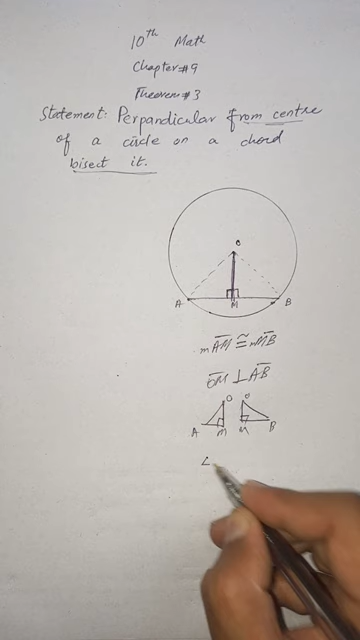 10th Math
Chapter#9
Theorem#3
Statement: Perpandicular from centre
of a circle on a chord
bisect it.
O
A M B
mAM ≅ mMB
OM ⊥ AB
O O
A M M B
∠